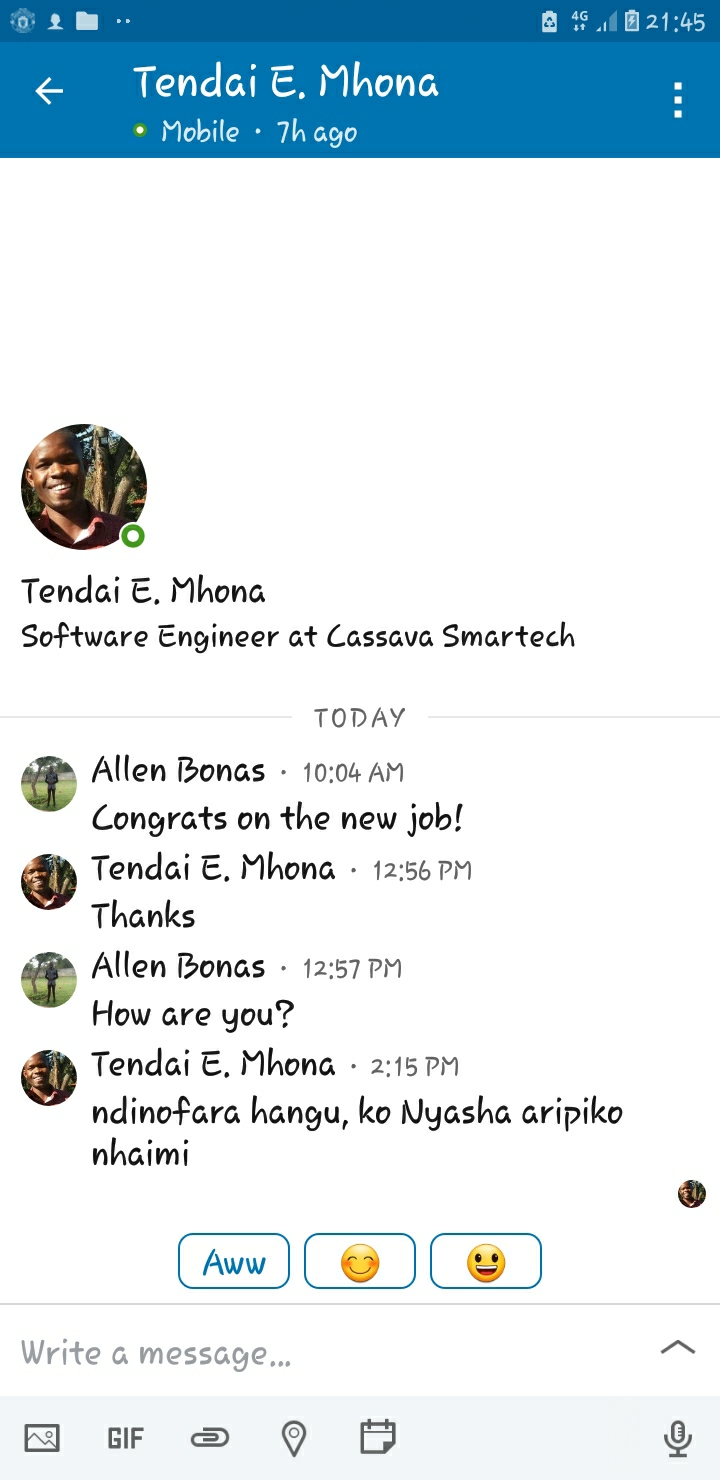 21:45
4G
Tendai E. Mhona
Mobile · 7h ago
Tendai E. Mhona
Software Engineer at Cassava Smartech
TODAY
Allen Bonas · 10:04 AM
Congrats on the new job!
Tendai E. Mhona · 12:56 PM
Thanks
Allen Bonas · 12:57 PM
How are you?
Tendai E. Mhona · 2:15 PM
ndinofara hangu, ko Nyasha aripiko
nhaimi
Aww
Write a message...
GIF